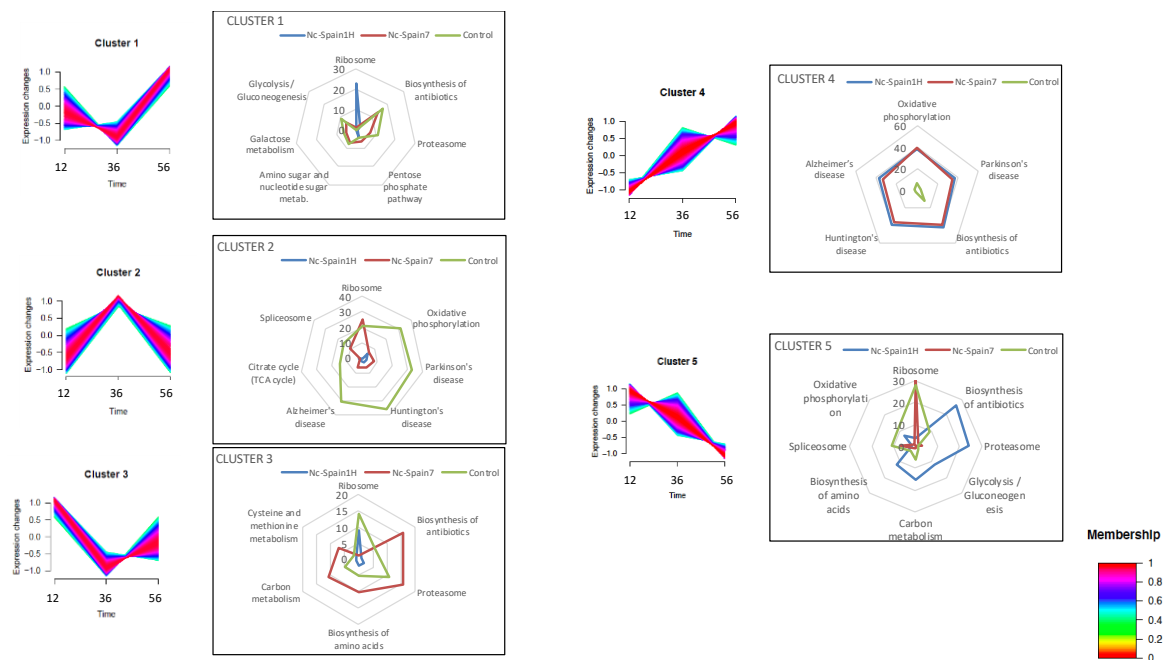 Cluster 1
Expression changes
1.0
0.5
0.0
−0.5
−1.0
12 36 56
Time
CLUSTER 1
Nc-Spain1H Nc-Spain7 Control
Ribosome
30
20
10
0
Biosynthesis of
antibiotics
Proteasome
Pentose
phosphate
pathway
Amino sugar and
nucleotide sugar
metab.
Galactose
metabolism
Glycolysis /
Gluconeogenesis
Cluster 2
Expression changes
1.0
0.5
0.0
−0.5
−1.0
12 36 56
Time
CLUSTER 2
Nc-Spain1H Nc-Spain7 Control
Ribosome
40
30
20
10
0
Oxidative
phosphorylation
Parkinson's
disease
Huntington's
disease
Alzheimer's
disease
Citrate cycle
(TCA cycle)
Spliceosome
Cluster 3
Expression changes
1.0
0.5
0.0
−0.5
−1.0
12 36 56
Time
CLUSTER 3
Nc-Spain1H Nc-Spain7 Control
Ribosome
20
15
10
5
0
Biosynthesis of
antibiotics
Proteasome
Biosynthesis of
amino acids
Carbon
metabolism
Cysteine and
methionine
metabolism
Cluster 4
Expression changes
1.0
0.5
0.0
−0.5
−1.0
12 36 56
Time
CLUSTER 4
Nc-Spain1H Nc-Spain7 Control
Oxidative
phosphorylation
60
40
20
0
Parkinson's
disease
Biosynthesis of
antibiotics
Huntington's
disease
Alzheimer's
disease
Cluster 5
Expression changes
1.0
0.5
0.0
−0.5
−1.0
12 36 56
Time
CLUSTER 5
Nc-Spain1H Nc-Spain7 Control
Ribosome
30
20
10
0
Biosynthesis
of antibiotics
Proteasome
Glycolysis /
Gluconeogen
esis
Carbon
metabolism
Biosynthesis
of amino
acids
Spliceosome
Oxidative
phosphorylati
on
Membership
1
0.8
0.6
0.4
0.2
0